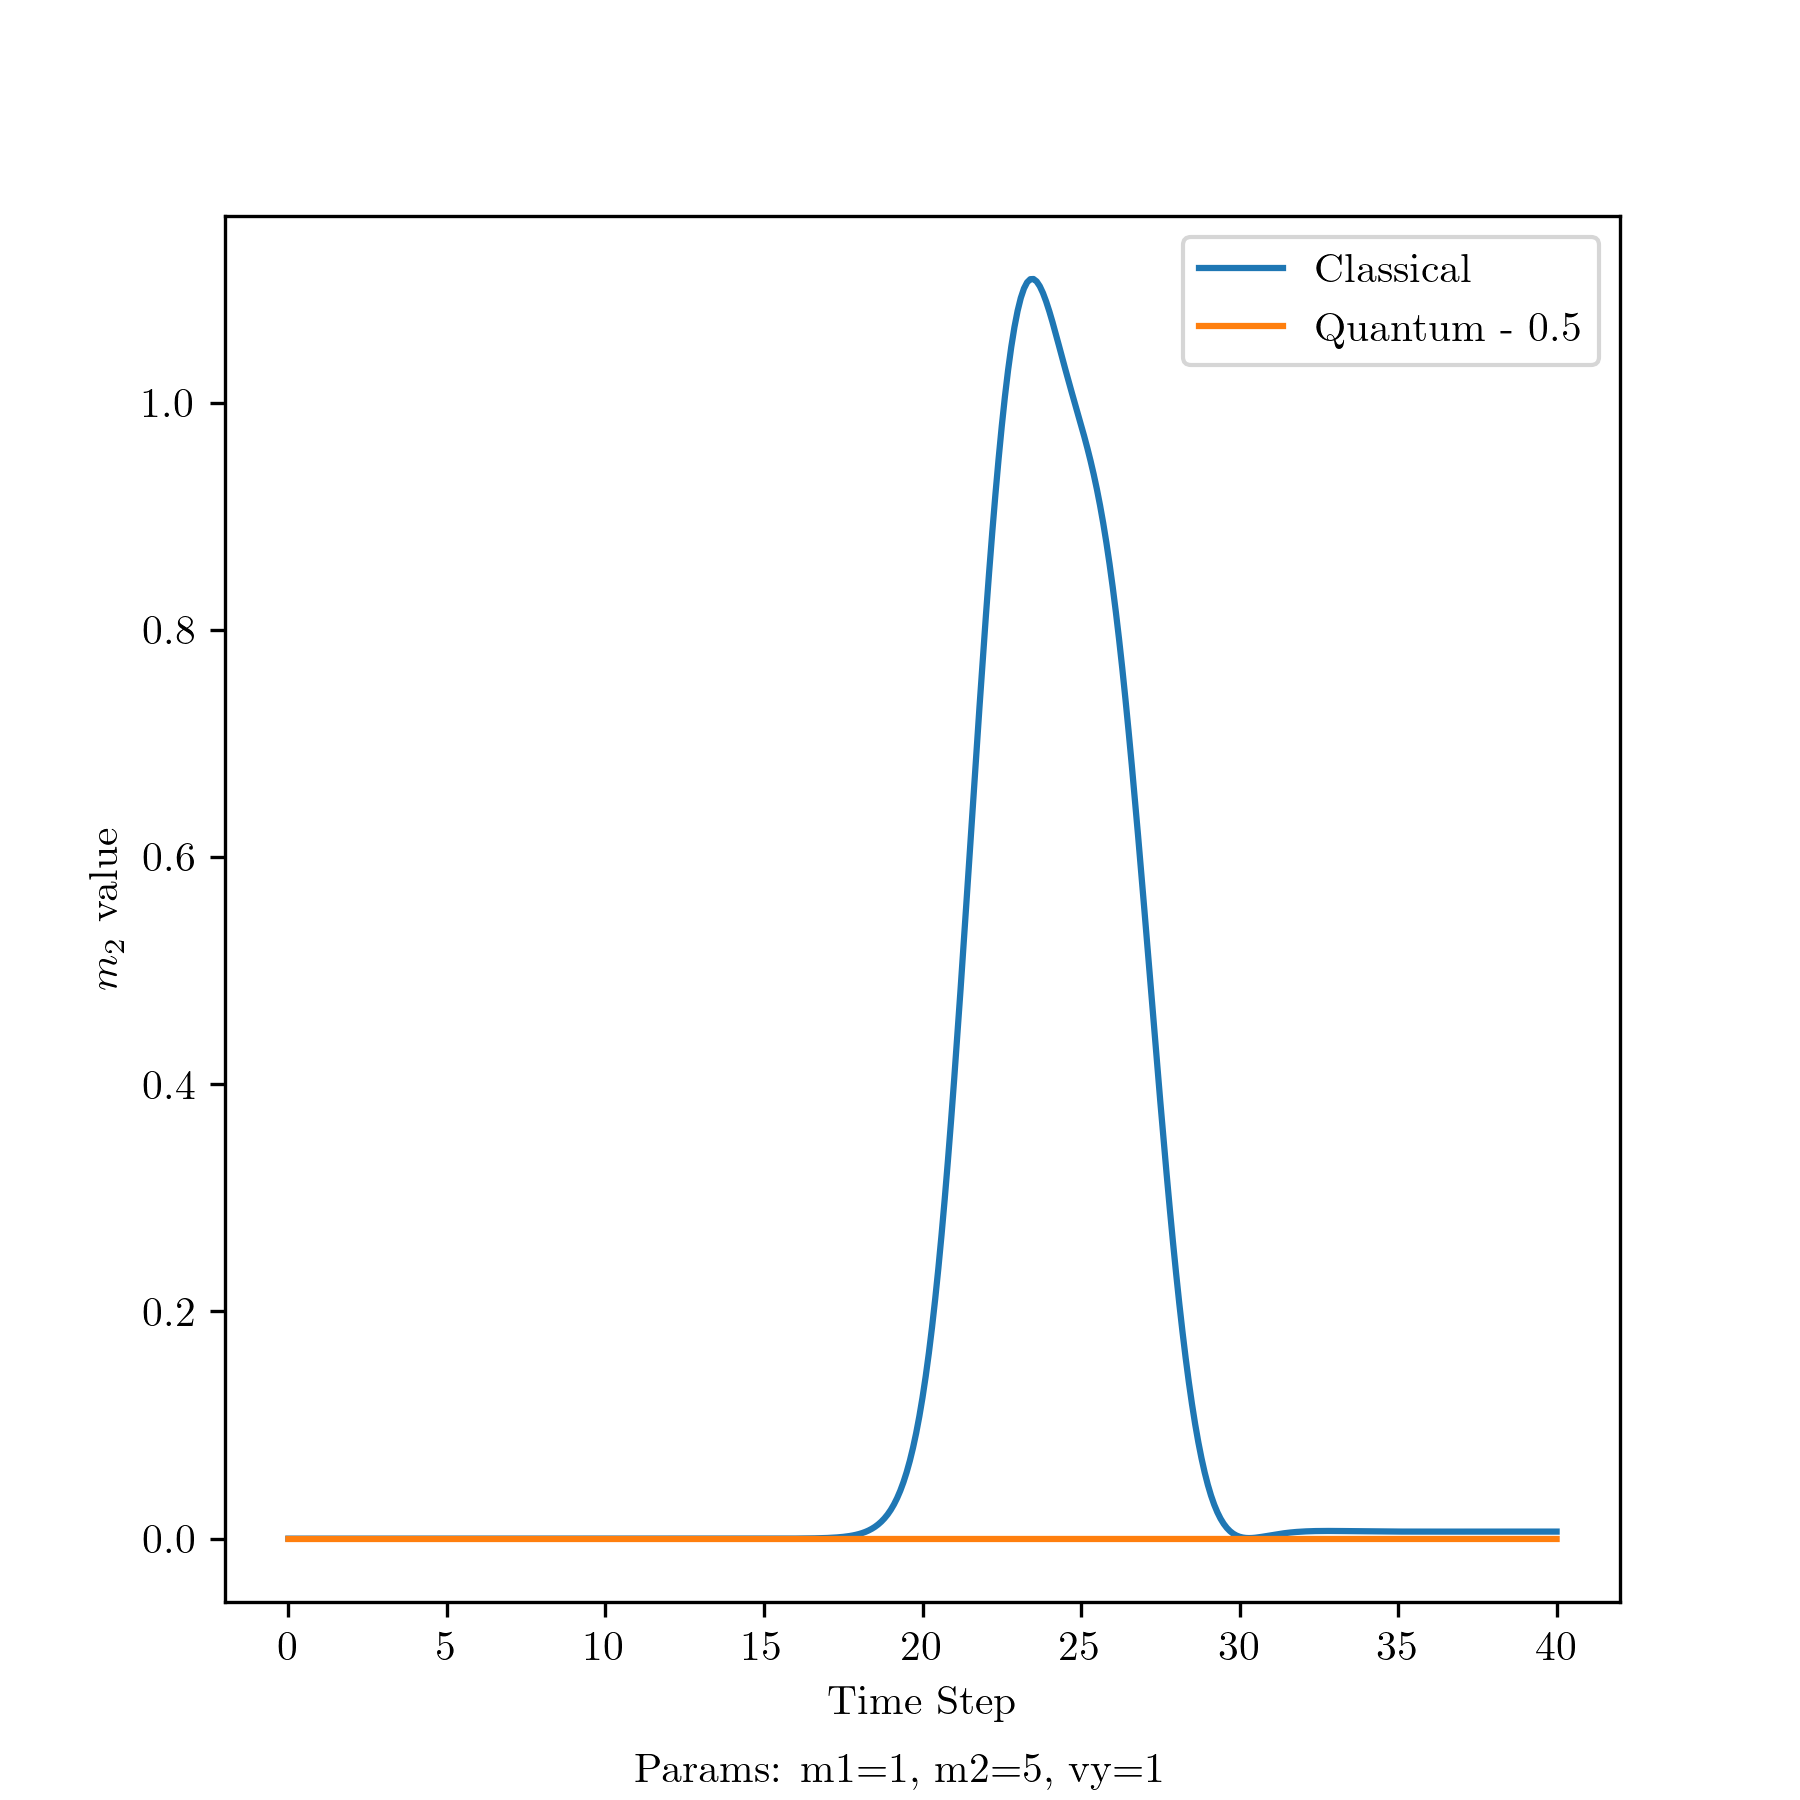 Classical
Quantum - 0.5
1.0
0.8
0.6
0.4
0.2
0.0
m₂ value
0 5 10 15 20 25 30 35 40
Time Step
Params: m1=1, m2=5, vy=1